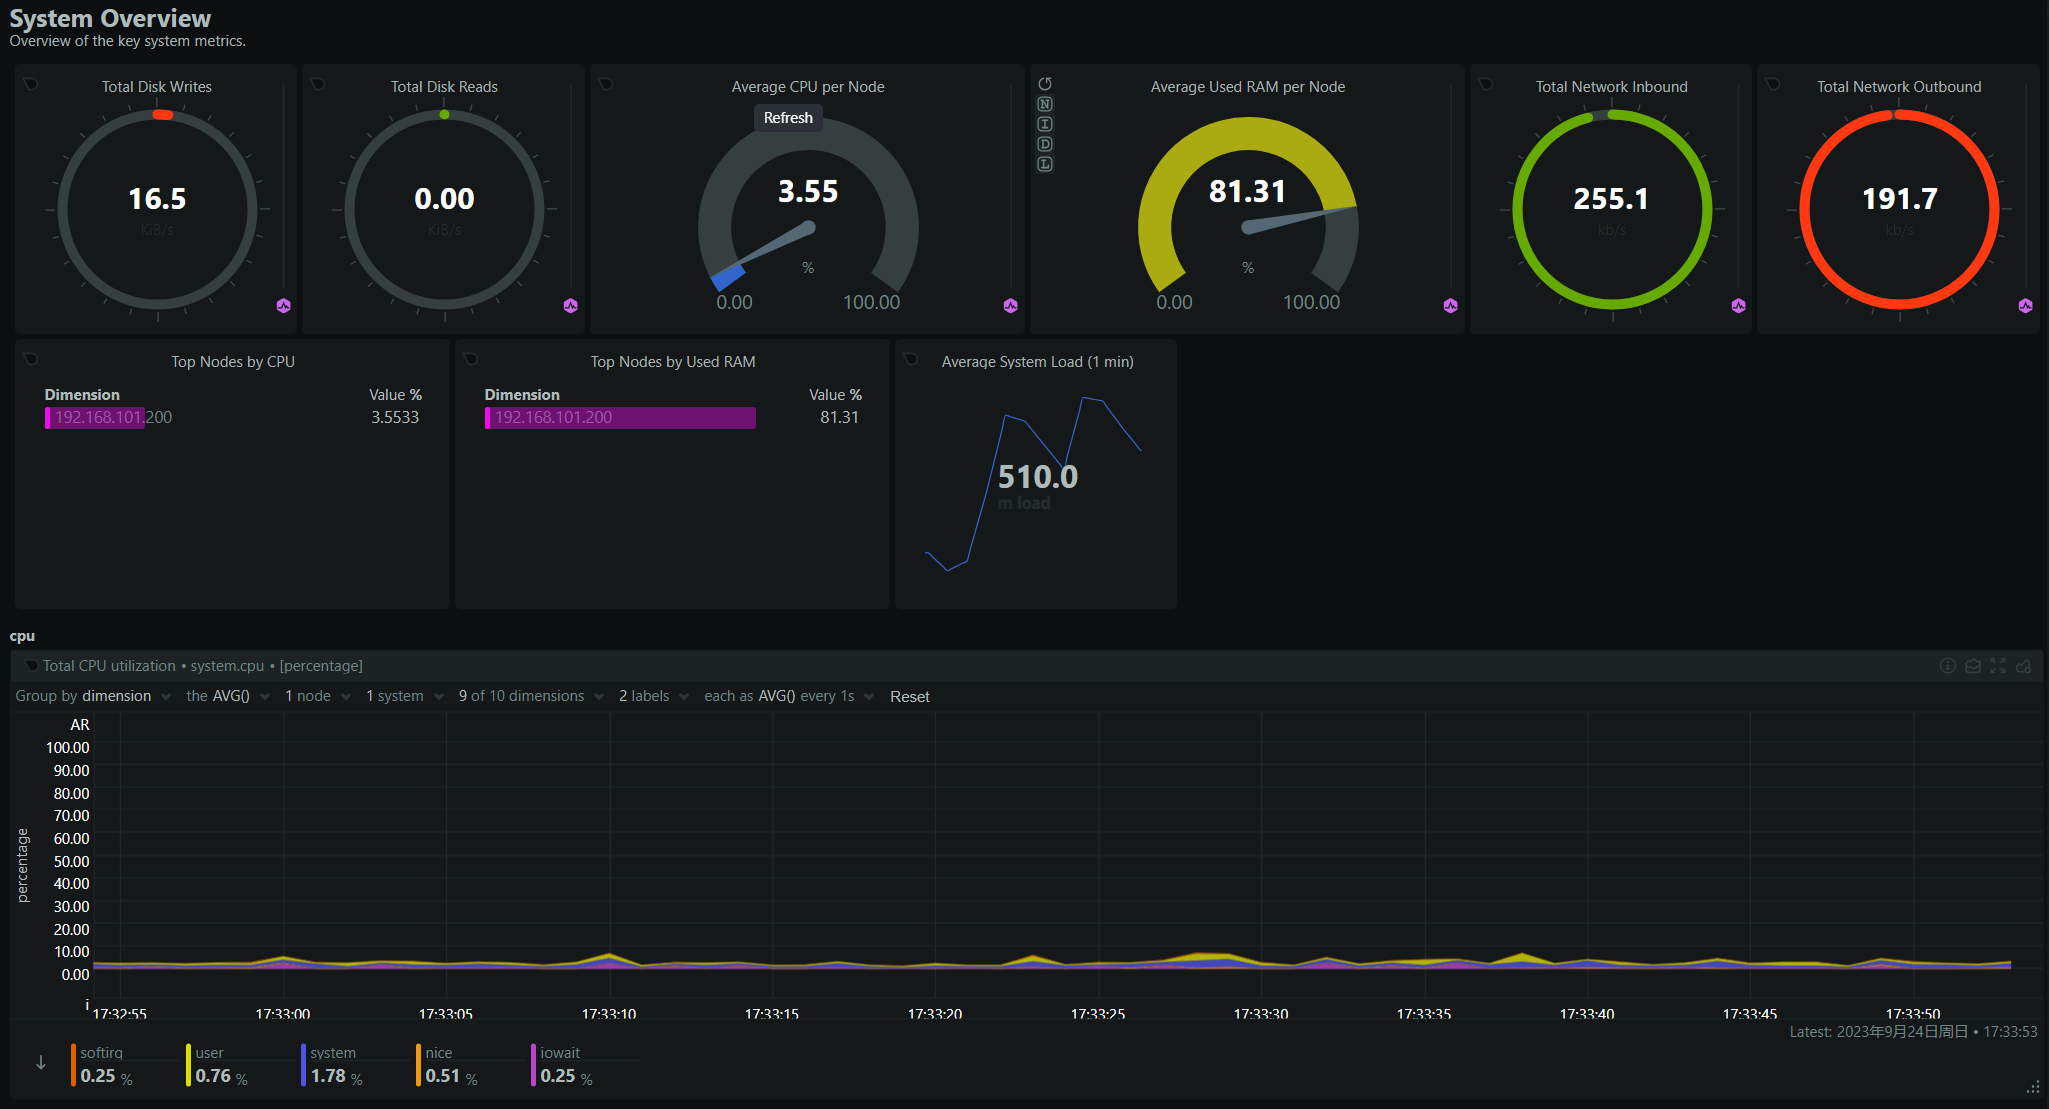 System Overview
Overview of the key system metrics.
Total Disk Writes
16.5
KiB/s
Total Disk Reads
0.00
KiB/s
Average CPU per Node
Refresh
3.55
%
0.00 100.00
N
I
D
L
Average Used RAM per Node
81.31
%
0.00 100.00
Total Network Inbound
255.1
kb/s
Total Network Outbound
191.7
kb/s
Top Nodes by CPU
Dimension Value %
192.168.101.200 3.5533
Top Nodes by Used RAM
Dimension Value %
192.168.101.200 81.31
Average System Load (1 min)
510.0
m load
cpu
Total CPU utilization • system.cpu • [percentage]
Group by dimension the AVG() 1 node 1 system 9 of 10 dimensions 2 labels each as AVG() every 1s Reset
AR
100.00
90.00
80.00
70.00
60.00
50.00
40.00
30.00
20.00
10.00
0.00
percentage
i
17:32:55 17:33:00 17:33:05 17:33:10 17:33:15 17:33:20 17:33:25 17:33:30 17:33:35 17:33:40 17:33:45 17:33:50
Latest: 2023年9月24日周日 • 17:33:53
softirq user system nice iowait
0.25 % 0.76 % 1.78 % 0.51 % 0.25 %